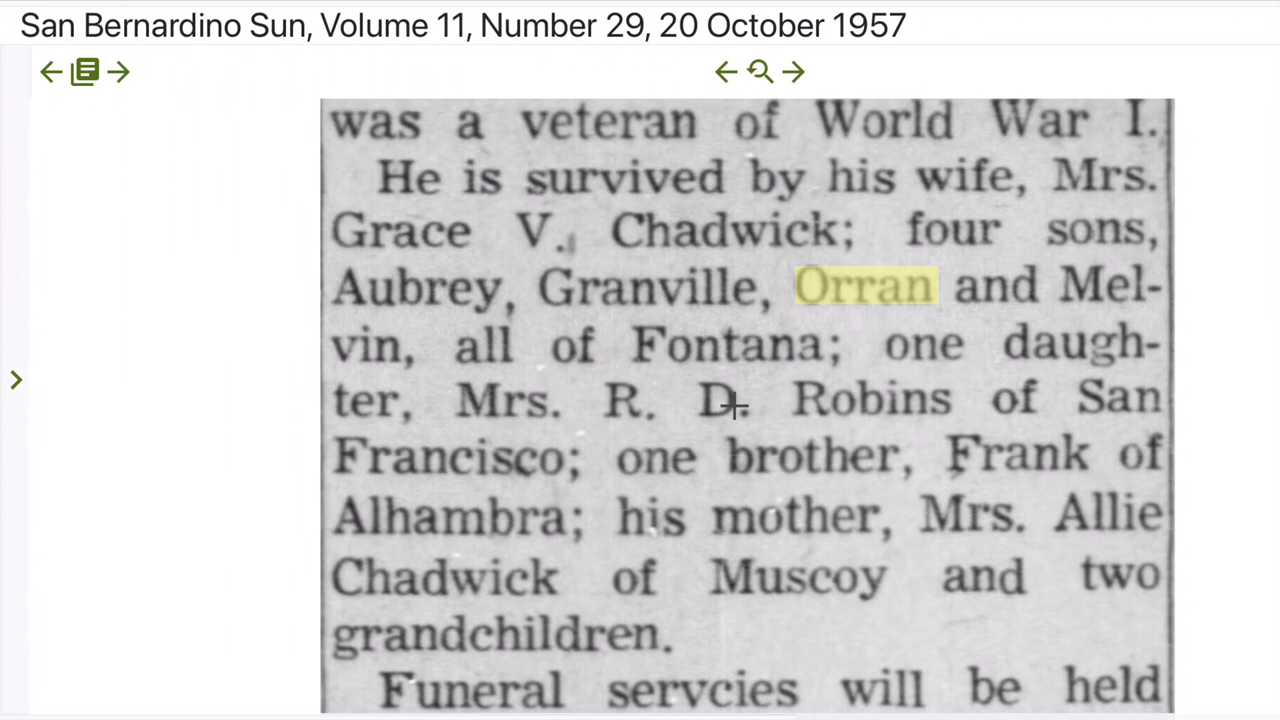 San Bernardino Sun, Volume 11, Number 29, 20 October 1957
was a veteran of World War I.
He is survived by his wife, Mrs.
Grace V. Chadwick; four sons,
Aubrey, Granville, Orran and Mel-
vin, all of Fontana; one daugh-
ter, Mrs. R. D. Robins of San
Francisco; one brother, Frank of
Alhambra; his mother, Mrs. Allie
Chadwick of Muscoy and two
grandchildren.
Funeral servcies will be held